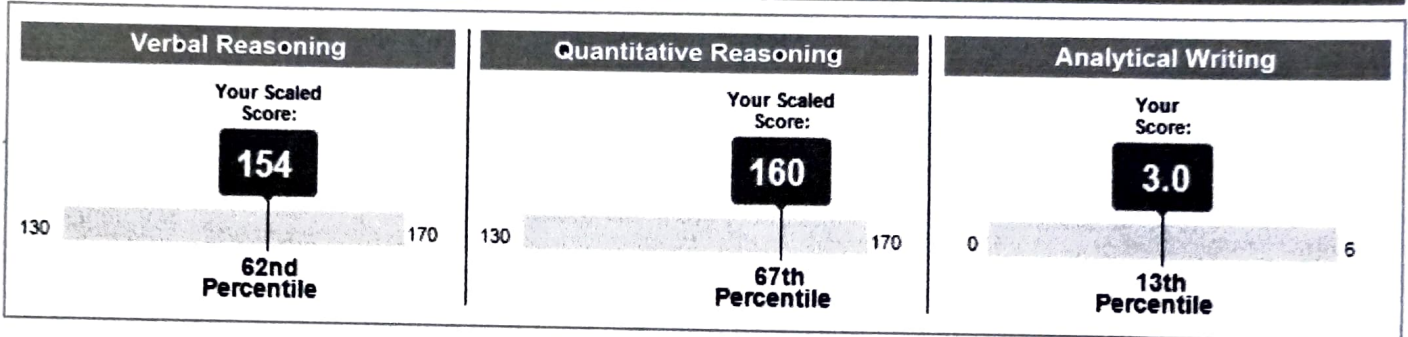 Verbal Reasoning
Your Scaled
Score:
154
130
170
62nd
Percentile
Quantitative Reasoning
Your Scaled
Score:
160
130
170
67th
Percentile
Analytical Writing
Your
Score:
3.0
0
6
13th
Percentile